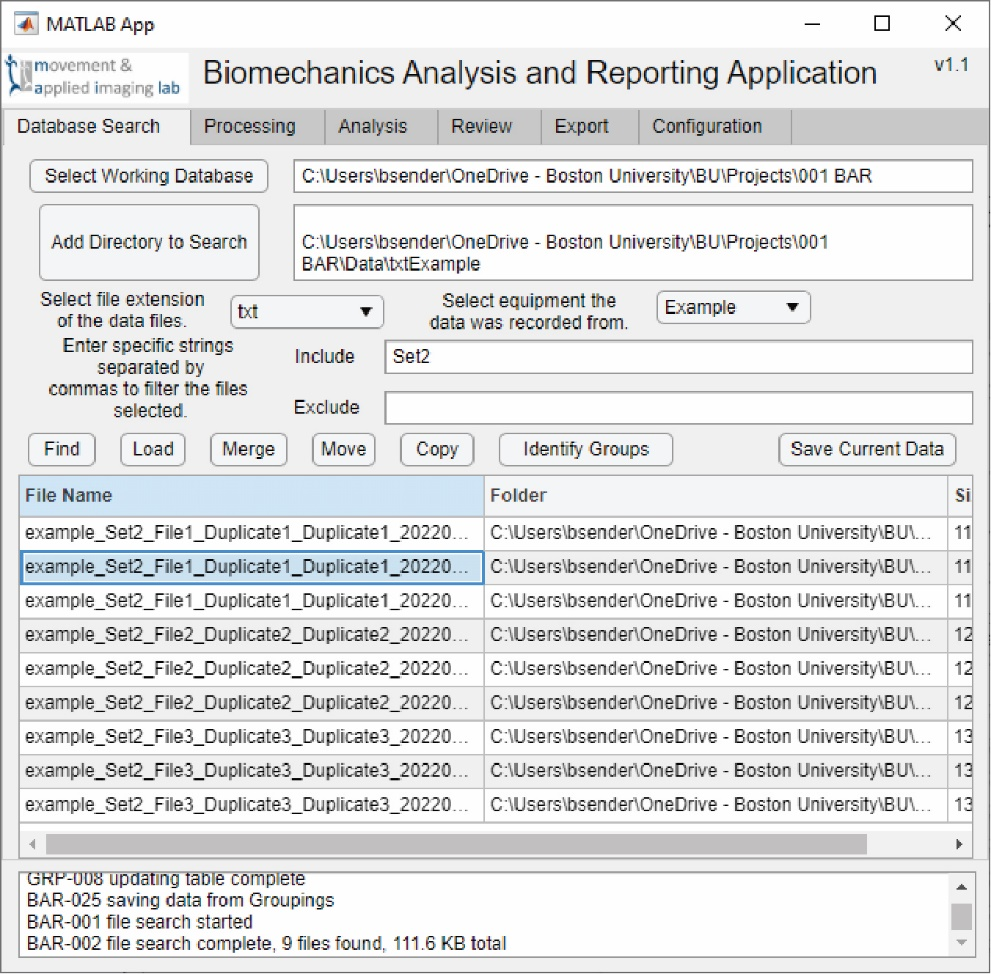 MATLAB App
movement &
applied imaging lab
Biomechanics Analysis and Reporting Application
v1.1
Database Search Processing Analysis Review Export Configuration
Select Working Database
C:\Users\bsender\OneDrive - Boston University\BU\Projects\001 BAR
Add Directory to Search
C:\Users\bsender\OneDrive - Boston University\BU\Projects\001
BAR\Data\txtExample
Select file extension
of the data files.
txt
Select equipment the
data was recorded from.
Example
Enter specific strings
separated by
commas to filter the files
selected.
Include
Set2
Exclude
Find Load Merge Move Copy Identify Groups Save Current Data
File Name Folder Si
example_Set2_File1_Duplicate1_Duplicate1_20220... C:\Users\bsender\OneDrive - Boston University\BU\... 11
example_Set2_File1_Duplicate1_Duplicate1_20220... C:\Users\bsender\OneDrive - Boston University\BU\... 11
example_Set2_File1_Duplicate1_Duplicate1_20220... C:\Users\bsender\OneDrive - Boston University\BU\... 11
example_Set2_File2_Duplicate2_Duplicate2_20220... C:\Users\bsender\OneDrive - Boston University\BU\... 12
example_Set2_File2_Duplicate2_Duplicate2_20220... C:\Users\bsender\OneDrive - Boston University\BU\... 12
example_Set2_File2_Duplicate2_Duplicate2_20220... C:\Users\bsender\OneDrive - Boston University\BU\... 12
example_Set2_File3_Duplicate3_Duplicate3_20220... C:\Users\bsender\OneDrive - Boston University\BU\... 13
example_Set2_File3_Duplicate3_Duplicate3_20220... C:\Users\bsender\OneDrive - Boston University\BU\... 13
example_Set2_File3_Duplicate3_Duplicate3_20220... C:\Users\bsender\OneDrive - Boston University\BU\... 13
GRP-008 updating table complete
BAR-025 saving data from Groupings
BAR-001 file search started
BAR-002 file search complete, 9 files found, 111.6 KB total